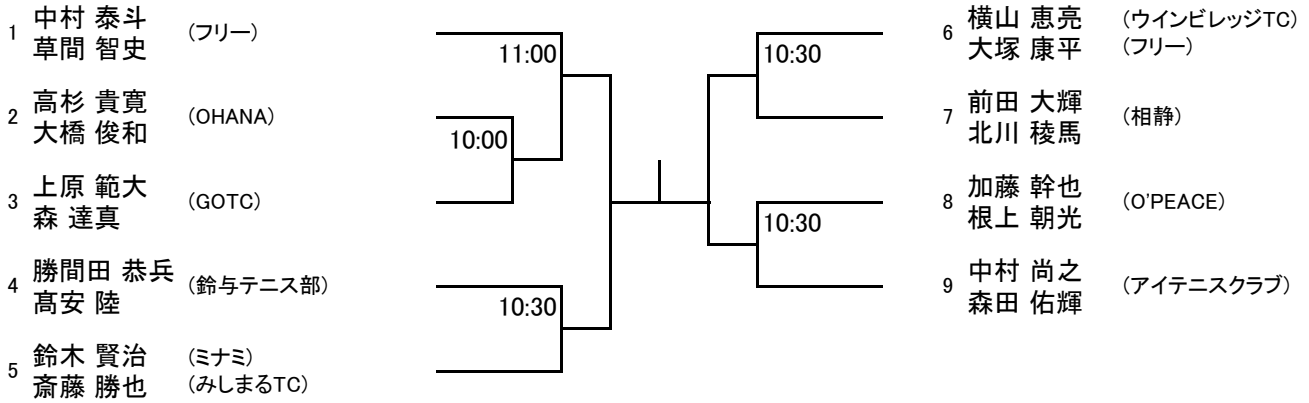 1
中村 泰斗
草間 智史
(フリー)
2
高杉 貴寛
大橋 俊和
(OHANA)
3
上原 範大
森 達真
(GOTC)
4
勝間田 恭兵
髙安 陸
(鈴与テニス部)
5
鈴木 賢治
斎藤 勝也
(ミナミ)
(みしまるTC)
11:00
10:00
10:30
10:30
10:30
6
横山 恵亮
大塚 康平
(ウインビレッジTC)
(フリー)
7
前田 大輝
北川 稜馬
(相静)
8
加藤 幹也
根上 朝光
(O'PEACE)
9
中村 尚之
森田 佑輝
(アイテニスクラブ)